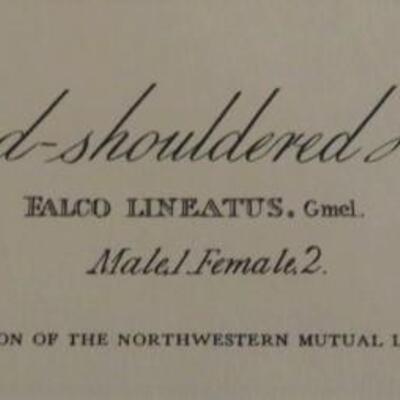 d-shouldered
FALCO LINEATUS. Gmel.
Male,1. Female,2.
ON OF THE NORTHWESTERN MUTUAL L